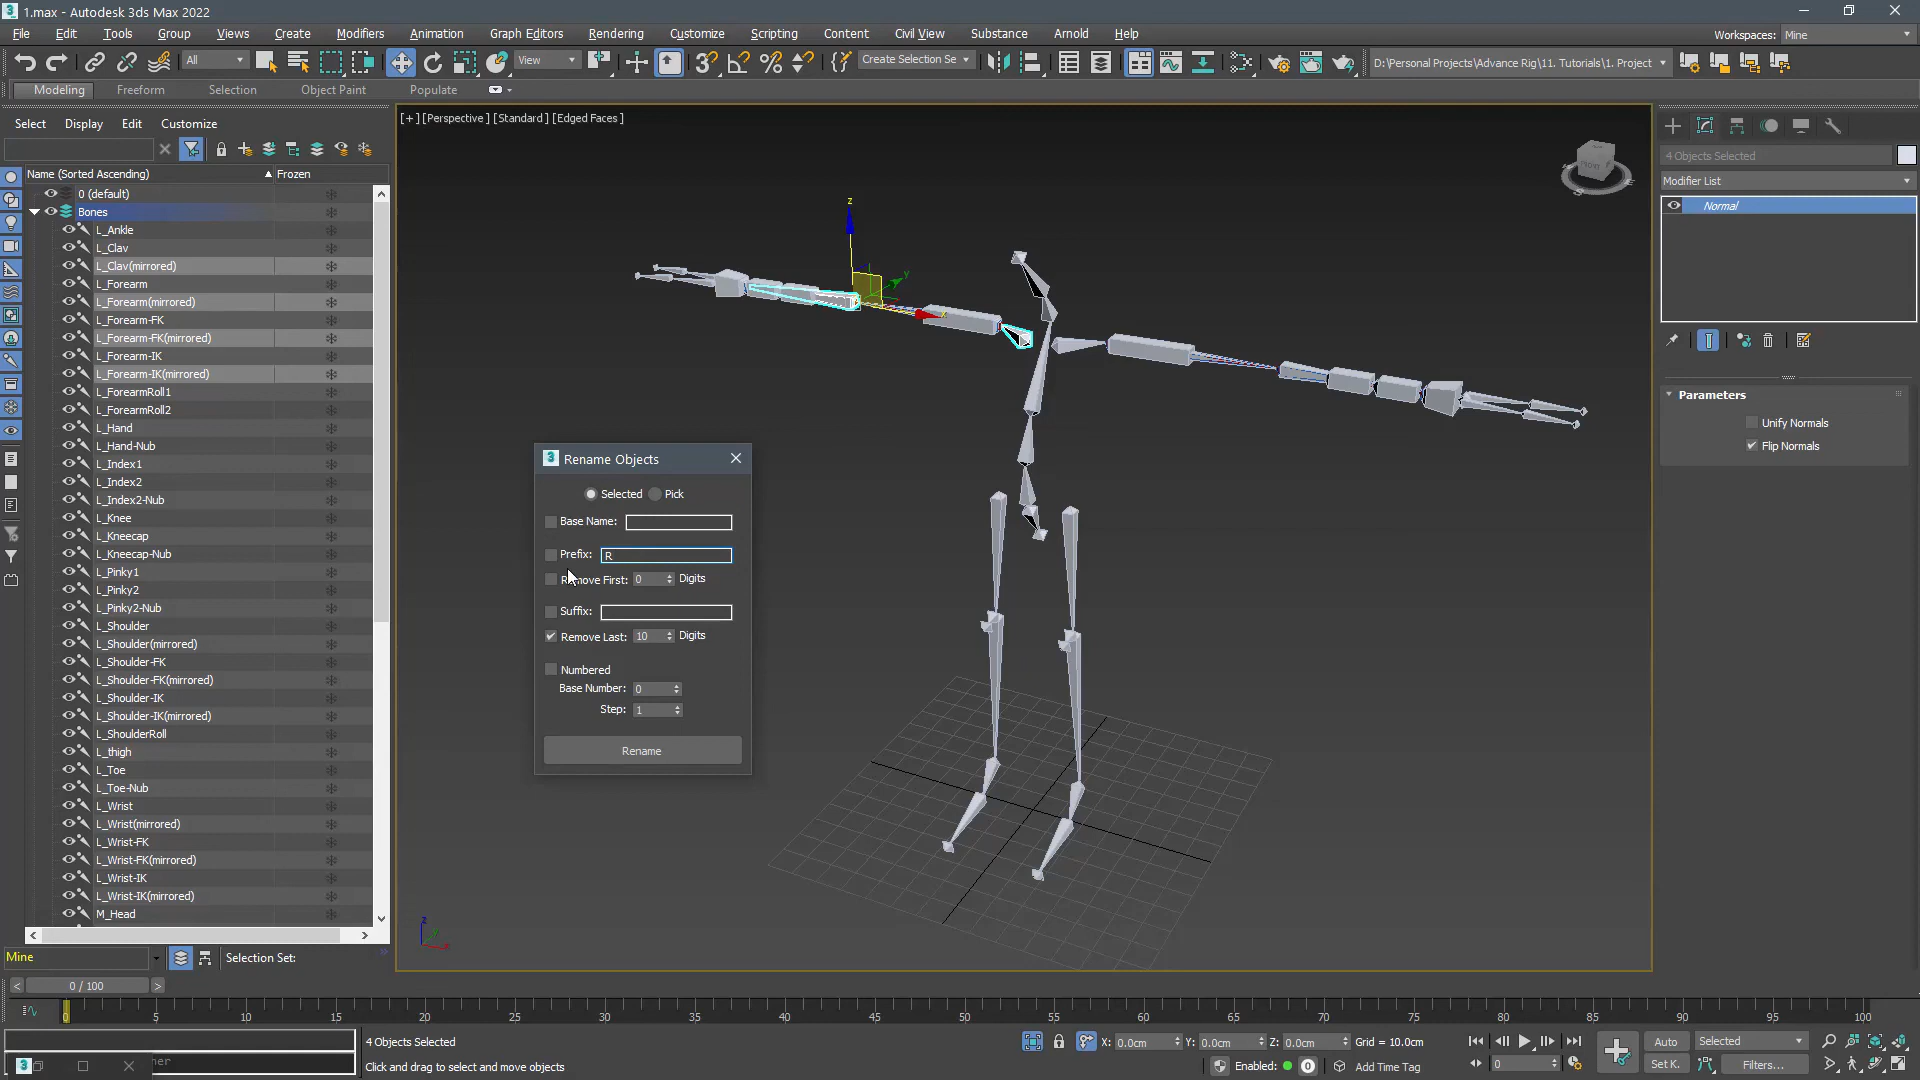 1.max - Autodesk 3ds Max 2022
File Edit Tools Group Views Create Modifiers Animation Graph Editors Rendering Customize Scripting Content Civil View Substance Arnold Help
Workspaces: Mine
All View Create Selection Se D:\Personal Projects\Advance Rig\11. Tutorials\1. Project
Modeling Freeform Selection Object Paint Populate
Select Display Edit Customize
Name (Sorted Ascending) Frozen
0 (default)
Bones
L_Ankle
L_Clav
L_Clav(mirrored)
L_Forearm
L_Forearm(mirrored)
L_Forearm-FK
L_Forearm-FK(mirrored)
L_Forearm-IK
L_Forearm-IK(mirrored)
L_ForearmRoll1
L_ForearmRoll2
L_Hand
L_Hand-Nub
L_Index1
L_Index2
L_Index2-Nub
L_Knee
L_Kneecap
L_Kneecap-Nub
L_Pinky1
L_Pinky2
L_Pinky2-Nub
L_Shoulder
L_Shoulder(mirrored)
L_Shoulder-FK
L_Shoulder-FK(mirrored)
L_Shoulder-IK
L_Shoulder-IK(mirrored)
L_ShoulderRoll
L_thigh
L_Toe
L_Toe-Nub
L_Wrist
L_Wrist(mirrored)
L_Wrist-FK
L_Wrist-FK(mirrored)
L_Wrist-IK
L_Wrist-IK(mirrored)
M_Head
Mine Selection Set:
[+] [Perspective] [Standard] [Edged Faces]
z
y
x
Rename Objects
Selected Pick
Base Name:
Prefix: R
Remove First: 0 Digits
Suffix:
Remove Last: 10 Digits
Numbered
Base Number: 0
Step: 1
Rename
4 Objects Selected
Modifier List
Normal
Parameters
Unify Normals
Flip Normals
< 0 / 100 >
0 5 10 15 20 25 30 35 40 45 50 55 60 65 70 75 80 85 90 95 100
4 Objects Selected
Click and drag to select and move objects
X: 0.0cm Y: 0.0cm Z: 0.0cm Grid = 10.0cm
Enabled: 0 Add Time Tag
Auto Selected
0 Set K. Filters...